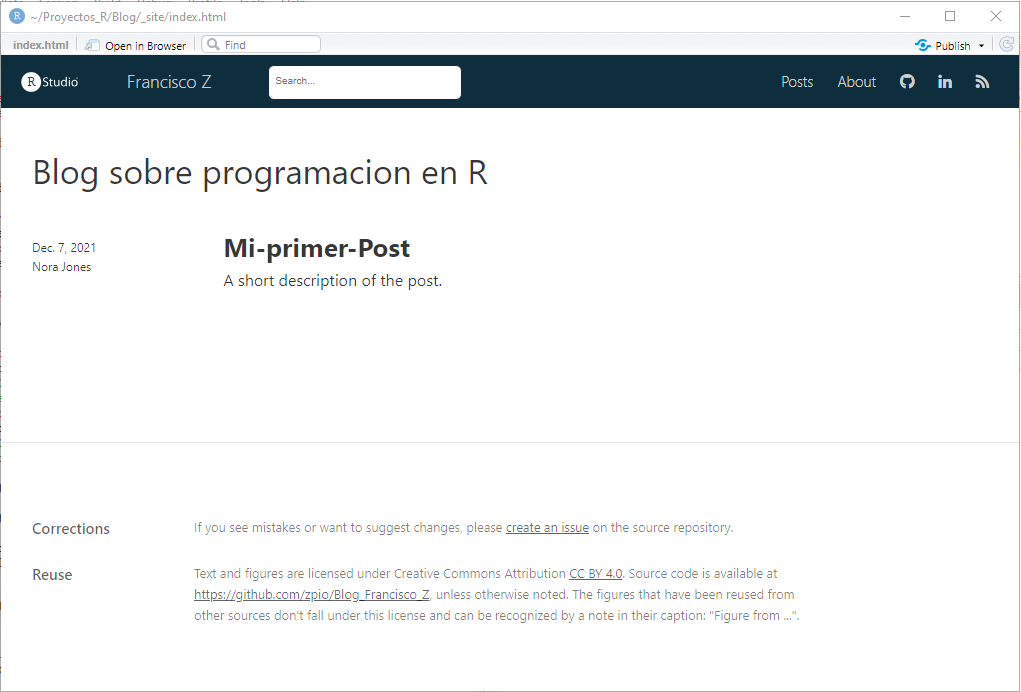 ~/Proyectos_R/Blog/_site/index.html
index.html Open in Browser Find Publish
R Studio Francisco Z Search... Posts About
Blog sobre programacion en R
Dec. 7, 2021
Nora Jones
Mi-primer-Post
A short description of the post.
Corrections
If you see mistakes or want to suggest changes, please create an issue on the source repository.
Reuse
Text and figures are licensed under Creative Commons Attribution CC BY 4.0. Source code is available at
https://github.com/zpio/Blog_Francisco_Z, unless otherwise noted. The figures that have been reused from
other sources don't fall under this license and can be recognized by a note in their caption: "Figure from ...".